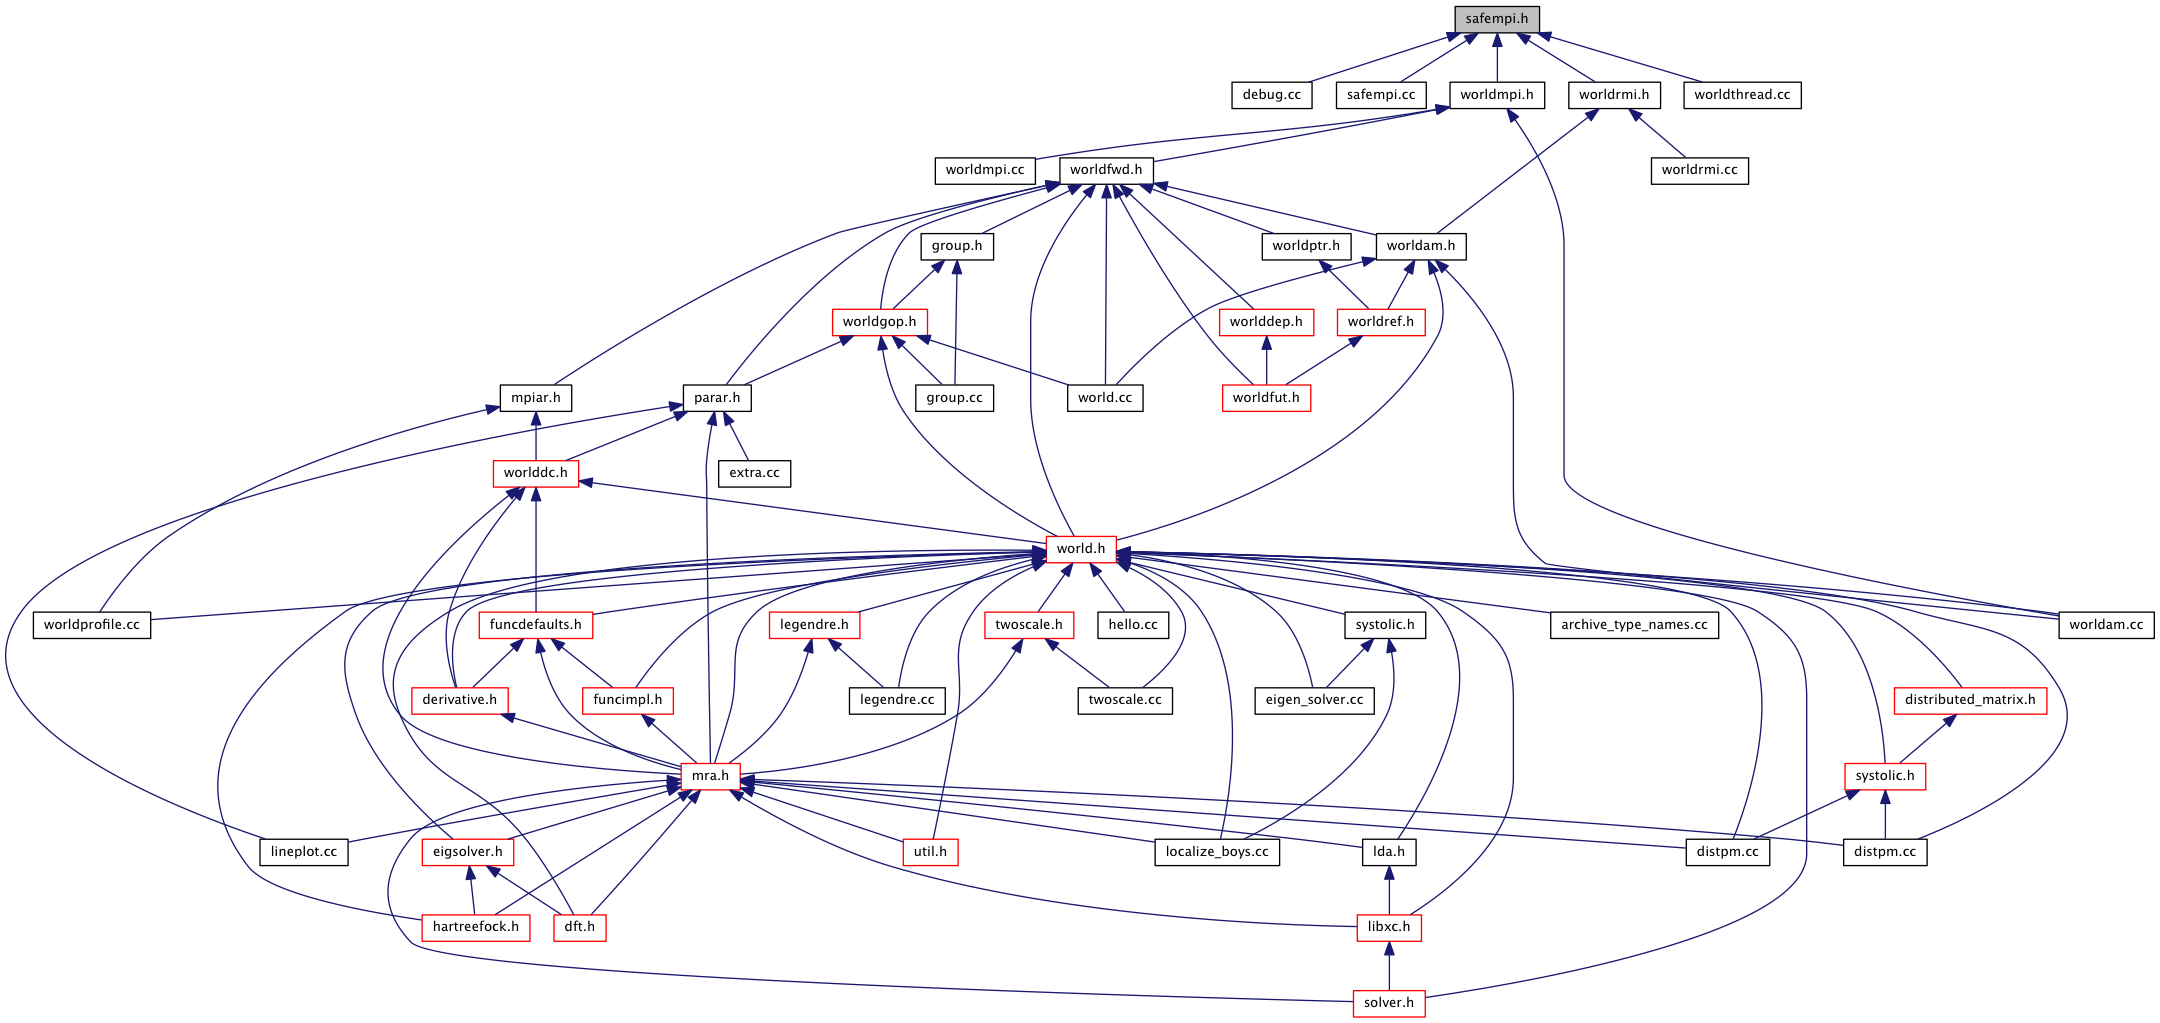 safempi.h
debug.cc
safempi.cc
worldmpi.h
worldrmi.h
worldthread.cc
worldmpi.cc
worldfwd.h
worldrmi.cc
group.h
worldptr.h
worldam.h
worldgop.h
worlddep.h
worldref.h
mpiar.h
parar.h
group.cc
world.cc
worldfut.h
worlddc.h
extra.cc
world.h
worldprofile.cc
funcdefaults.h
legendre.h
twoscale.h
hello.cc
systolic.h
archive_type_names.cc
worldam.cc
derivative.h
funcimpl.h
legendre.cc
twoscale.cc
eigen_solver.cc
distributed_matrix.h
mra.h
systolic.h
lineplot.cc
eigsolver.h
util.h
localize_boys.cc
lda.h
distpm.cc
distpm.cc
hartreefock.h
dft.h
libxc.h
solver.h